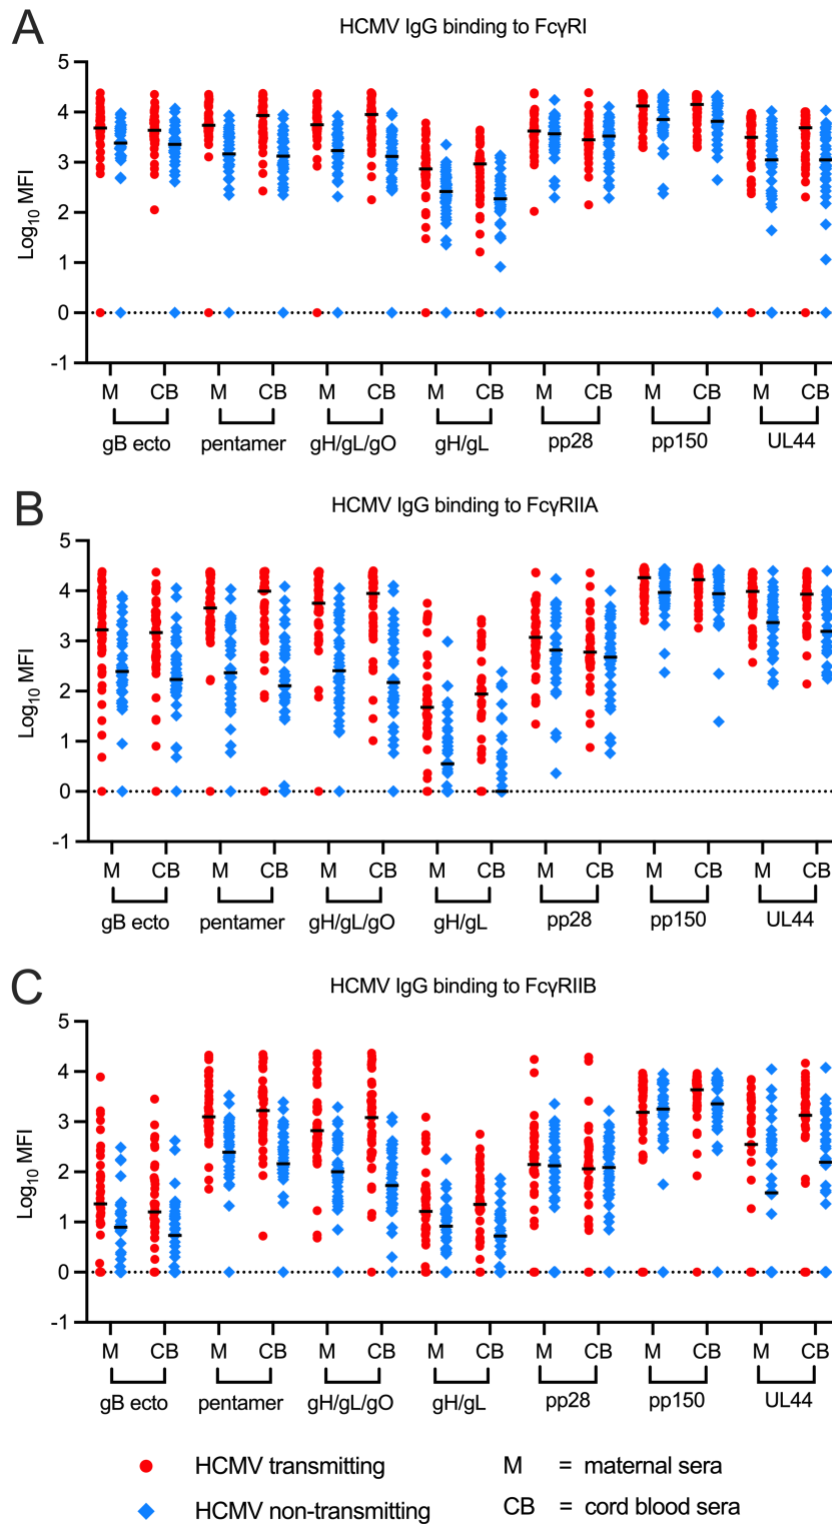 A
HCMV IgG binding to FcγRI
5
4
3
2
1
0
-1
Log10 MFI
M CB M CB M CB M CB M CB M CB M CB
gB ecto pentamer gH/gL/gO gH/gL pp28 pp150 UL44
B
HCMV IgG binding to FcγRIIA
5
4
3
2
1
0
-1
Log10 MFI
M CB M CB M CB M CB M CB M CB M CB
gB ecto pentamer gH/gL/gO gH/gL pp28 pp150 UL44
C
HCMV IgG binding to FcγRIIB
5
4
3
2
1
0
-1
Log10 MFI
M CB M CB M CB M CB M CB M CB M CB
gB ecto pentamer gH/gL/gO gH/gL pp28 pp150 UL44
HCMV transmitting M = maternal sera
HCMV non-transmitting CB = cord blood sera